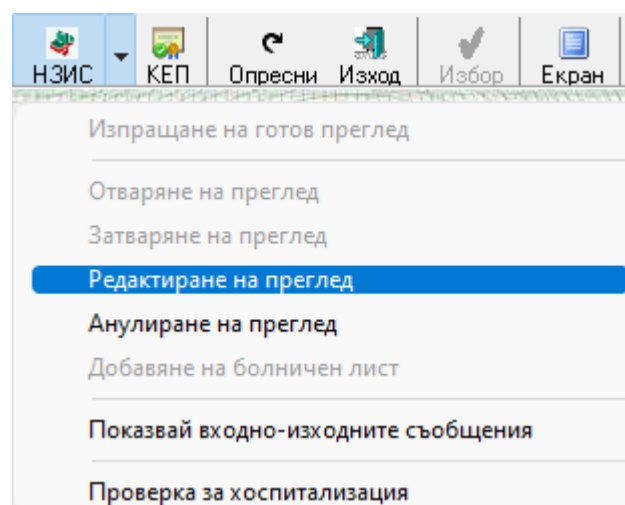 НЗИС КЕП Опресни Изход Избор Екран
Изпращане на готов преглед
Отваряне на преглед
Затваряне на преглед
Редактиране на преглед
Анулиране на преглед
Добавяне на болничен лист
Показвай входно-изходните съобщения
Проверка за хоспитализация